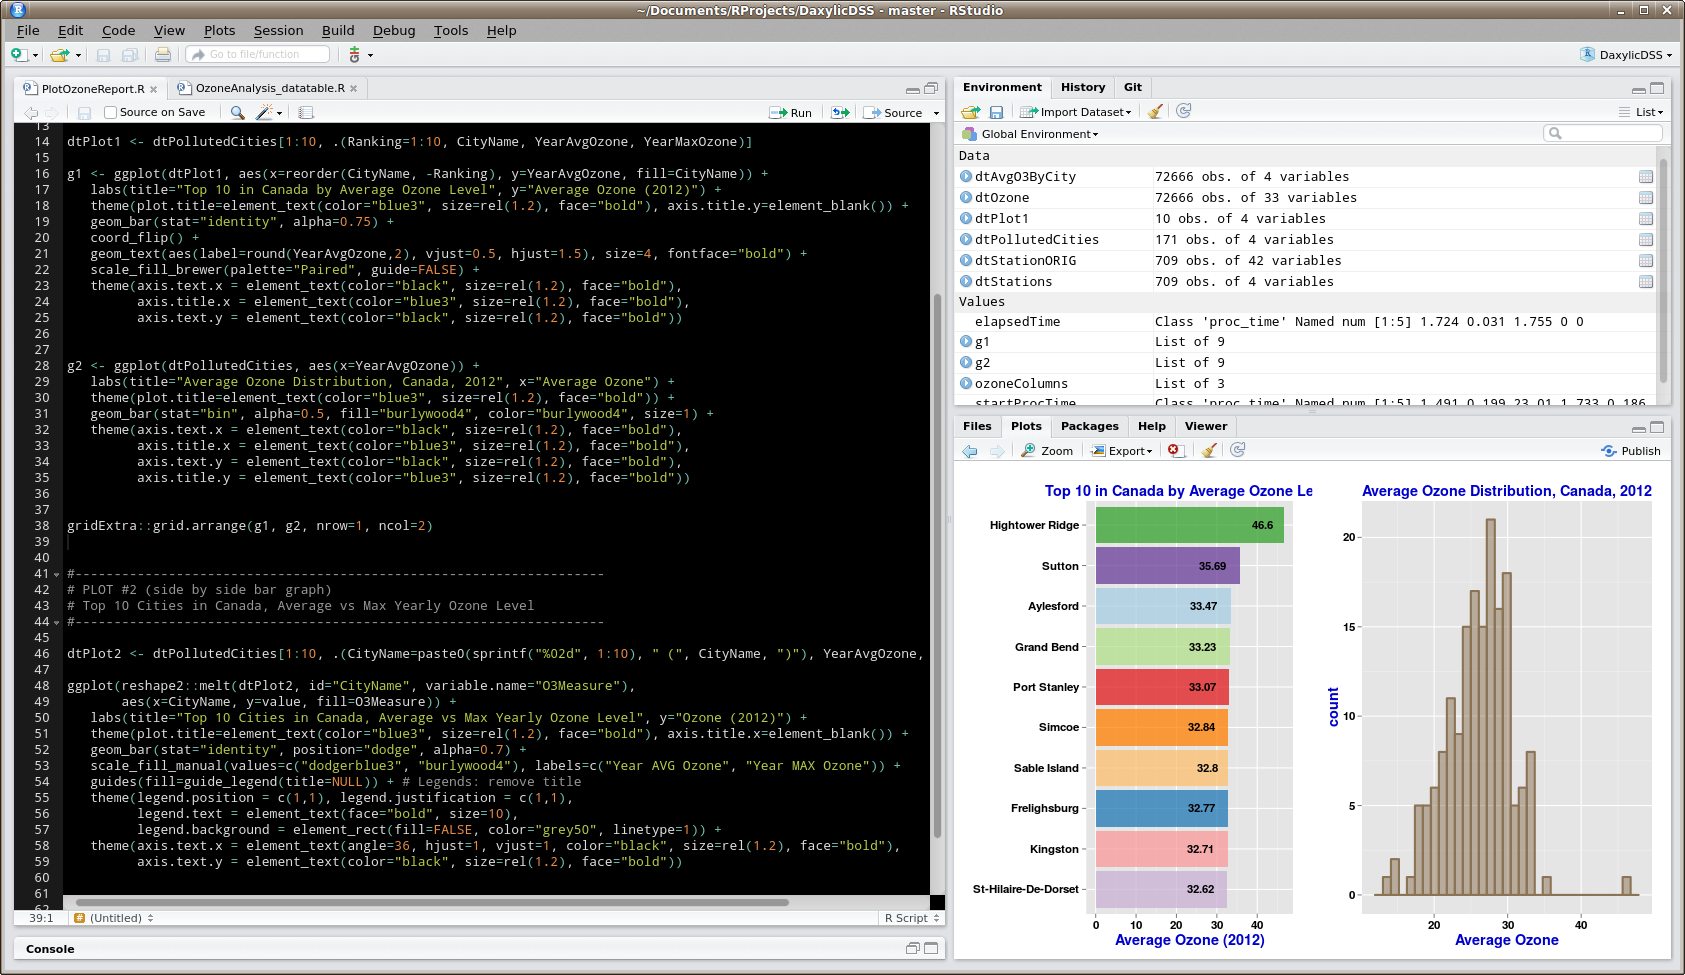 ~/Documents/RProjects/DaxylicDSS - master - RStudio
File Edit Code View Plots Session Build Debug Tools Help
Go to file/function
DaxylicDSS
PlotOzoneReport.R
OzoneAnalysis_datatable.R
Source on Save
Run
Source
13
14 dtPlot1 <- dtPollutedCities[1:10, .(Ranking=1:10, CityName, YearAvgOzone, YearMaxOzone)]
15
16 g1 <- ggplot(dtPlot1, aes(x=reorder(CityName, -Ranking), y=YearAvgOzone, fill=CityName)) +
17    labs(title="Top 10 in Canada by Average Ozone Level", y="Average Ozone (2012)") +
18    theme(plot.title=element_text(color="blue3", size=rel(1.2), face="bold"), axis.title.y=element_blank()) +
19    geom_bar(stat="identity", alpha=0.75) +
20    coord_flip() +
21    geom_text(aes(label=round(YearAvgOzone,2), vjust=0.5, hjust=1.5), size=4, fontface="bold") +
22    scale_fill_brewer(palette="Paired", guide=FALSE) +
23    theme(axis.text.x = element_text(color="black", size=rel(1.2), face="bold"),
24          axis.title.x = element_text(color="blue3", size=rel(1.2), face="bold"),
25          axis.text.y = element_text(color="black", size=rel(1.2), face="bold"))
26
27
28 g2 <- ggplot(dtPollutedCities, aes(x=YearAvgOzone)) +
29    labs(title="Average Ozone Distribution, Canada, 2012", x="Average Ozone") +
30    theme(plot.title=element_text(color="blue3", size=rel(1.2), face="bold")) +
31    geom_bar(stat="bin", alpha=0.5, fill="burlywood4", color="burlywood4", size=1) +
32    theme(axis.text.x = element_text(color="black", size=rel(1.2), face="bold"),
33          axis.title.x = element_text(color="blue3", size=rel(1.2), face="bold"),
34          axis.text.y = element_text(color="black", size=rel(1.2), face="bold"),
35          axis.title.y = element_text(color="blue3", size=rel(1.2), face="bold"))
36
37
38 gridExtra::grid.arrange(g1, g2, nrow=1, ncol=2)
39
40
41 #--------------------------------------------------------------------
42 # PLOT #2 (side by side bar graph)
43 # Top 10 Cities in Canada, Average vs Max Yearly Ozone Level
44 #--------------------------------------------------------------------
45
46 dtPlot2 <- dtPollutedCities[1:10, .(CityName=paste0(sprintf("%02d", 1:10), " (", CityName, ")"), YearAvgOzone,
47
48 ggplot(reshape2::melt(dtPlot2, id="CityName", variable.name="O3Measure"),
49        aes(x=CityName, y=value, fill=O3Measure)) +
50    labs(title="Top 10 Cities in Canada, Average vs Max Yearly Ozone Level", y="Ozone (2012)") +
51    theme(plot.title=element_text(color="blue3", size=rel(1.2), face="bold"), axis.title.x=element_blank()) +
52    geom_bar(stat="identity", position="dodge", alpha=0.7) +
53    scale_fill_manual(values=c("dodgerblue3", "burlywood4"), labels=c("Year AVG Ozone", "Year MAX Ozone")) +
54    guides(fill=guide_legend(title=NULL)) + # Legends: remove title
55    theme(legend.position = c(1,1), legend.justification = c(1,1),
56          legend.text = element_text(face="bold", size=10),
57          legend.background = element_rect(fill=FALSE, color="grey50", linetype=1)) +
58    theme(axis.text.x = element_text(angle=36, hjust=1, vjust=1, color="black", size=rel(1.2), face="bold"),
59          axis.text.y = element_text(color="black", size=rel(1.2), face="bold"))
60
61
62
39:1 (Untitled) R Script
Console
Environment History Git
Import Dataset List
Global Environment
Data
dtAvgO3ByCity 72666 obs. of 4 variables
dtOzone 72666 obs. of 33 variables
dtPlot1 10 obs. of 4 variables
dtPollutedCities 171 obs. of 4 variables
dtStationORIG 709 obs. of 42 variables
dtStations 709 obs. of 4 variables
Values
elapsedTime Class 'proc_time' Named num [1:5] 1.724 0.031 1.755 0 0
g1 List of 9
g2 List of 9
ozoneColumns List of 3
startProcTime Class 'proc_time' Named num [1:5] 1.491 0.199 23.01 1.733 0.186
Files Plots Packages Help Viewer
Zoom Export Publish
Top 10 in Canada by Average Ozone Le
Hightower Ridge 46.6
Sutton 35.69
Aylesford 33.47
Grand Bend 33.23
Port Stanley 33.07
Simcoe 32.84
Sable Island 32.8
Frelighsburg 32.77
Kingston 32.71
St-Hilaire-De-Dorset 32.62
0 10 20 30 40
Average Ozone (2012)
Average Ozone Distribution, Canada, 2012
20
15
10
5
0
count
20 30 40
Average Ozone